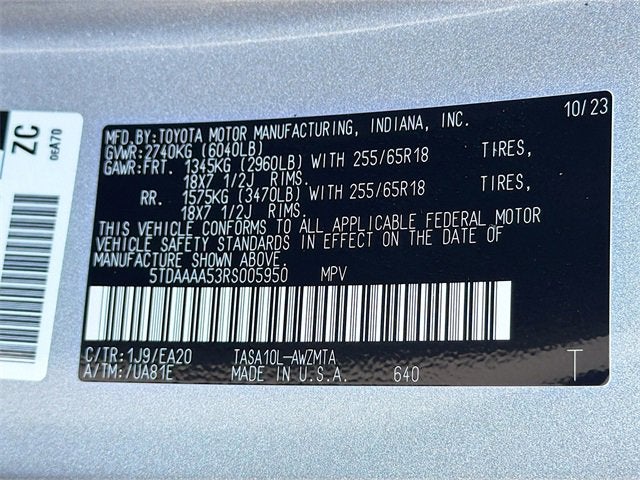 ZC
0EA70
10/23
MFD.BY:TOYOTA MOTOR MANUFACTURING, INDIANA, INC.
GVWR:2740KG (6040LB)
GAWR:FRT. 1345KG (2960LB) WITH 255/65R18 TIRES,
18X7 1/2J RIMS.
RR. 1575KG (3470LB) WITH 255/65R18 TIRES,
18X7 1/2J RIMS.
THIS VEHICLE CONFORMS TO ALL APPLICABLE FEDERAL MOTOR
VEHICLE SAFETY STANDARDS IN EFFECT ON THE DATE OF
MANUFACTURE SHOWN ABOVE.
5TDAAAA53RS005950 MPV
C/TR:1J9/EA20 TASA10L-AWZMTA
A/TM:/UA81E MADE IN U.S.A. 640 T